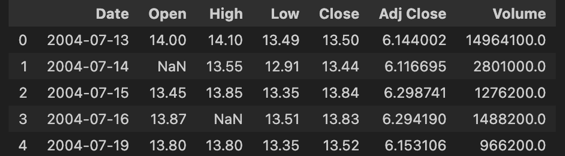 Date Open High Low Close Adj Close Volume
0 2004-07-13 14.00 14.10 13.49 13.50 6.144002 14964100.0
1 2004-07-14 NaN 13.55 12.91 13.44 6.116695 2801000.0
2 2004-07-15 13.45 13.85 13.35 13.84 6.298741 1276200.0
3 2004-07-16 13.87 NaN 13.51 13.83 6.294190 1488200.0
4 2004-07-19 13.80 13.80 13.35 13.52 6.153106 966200.0